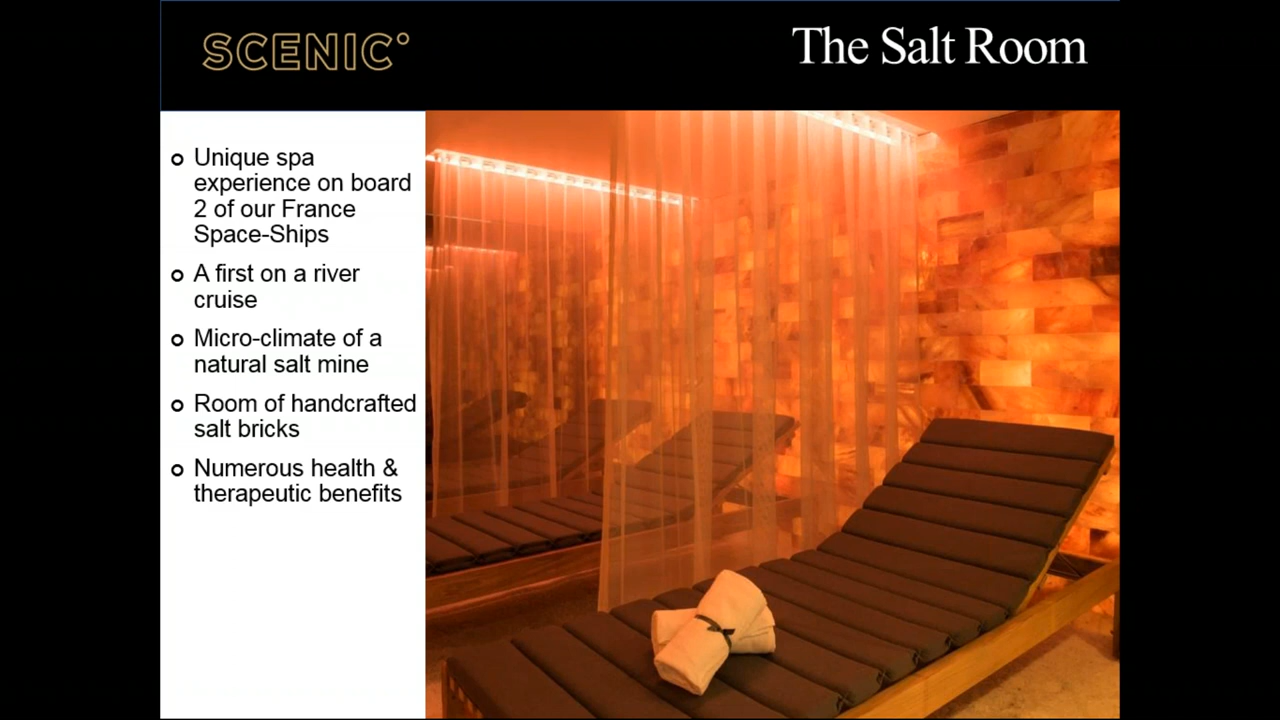 SCENIC°
The Salt Room
Unique spa
experience on board
2 of our France
Space-Ships
A first on a river
cruise
Micro-climate of a
natural salt mine
Room of handcrafted
salt bricks
Numerous health &
therapeutic benefits